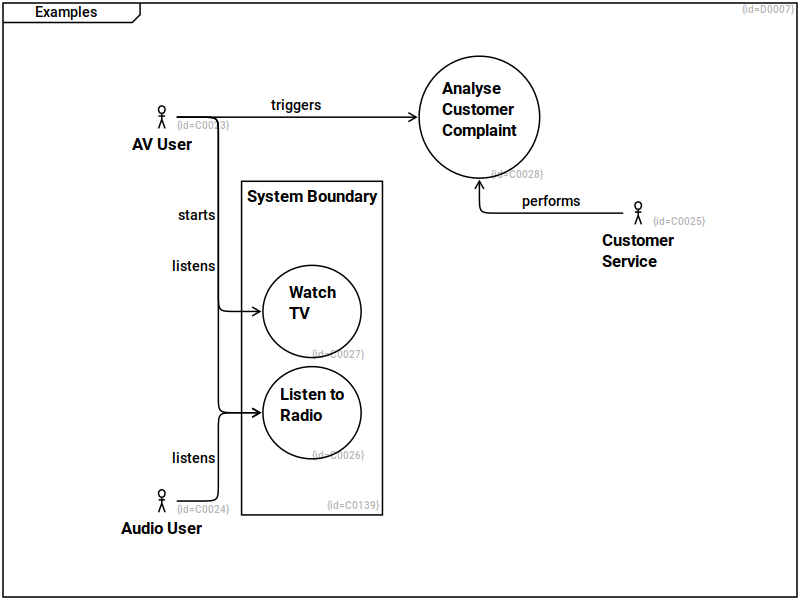 Examples
{id=D0007}
Analyse
Customer
Complaint
{id=C0028}
triggers
{id=C0023}
AV User
System Boundary
starts
listens
performs
{id=C0025}
Customer
Service
Watch
TV
{id=C0027}
Listen to
Radio
{id=C0026}
listens
{id=C0139}
{id=C0024}
Audio User